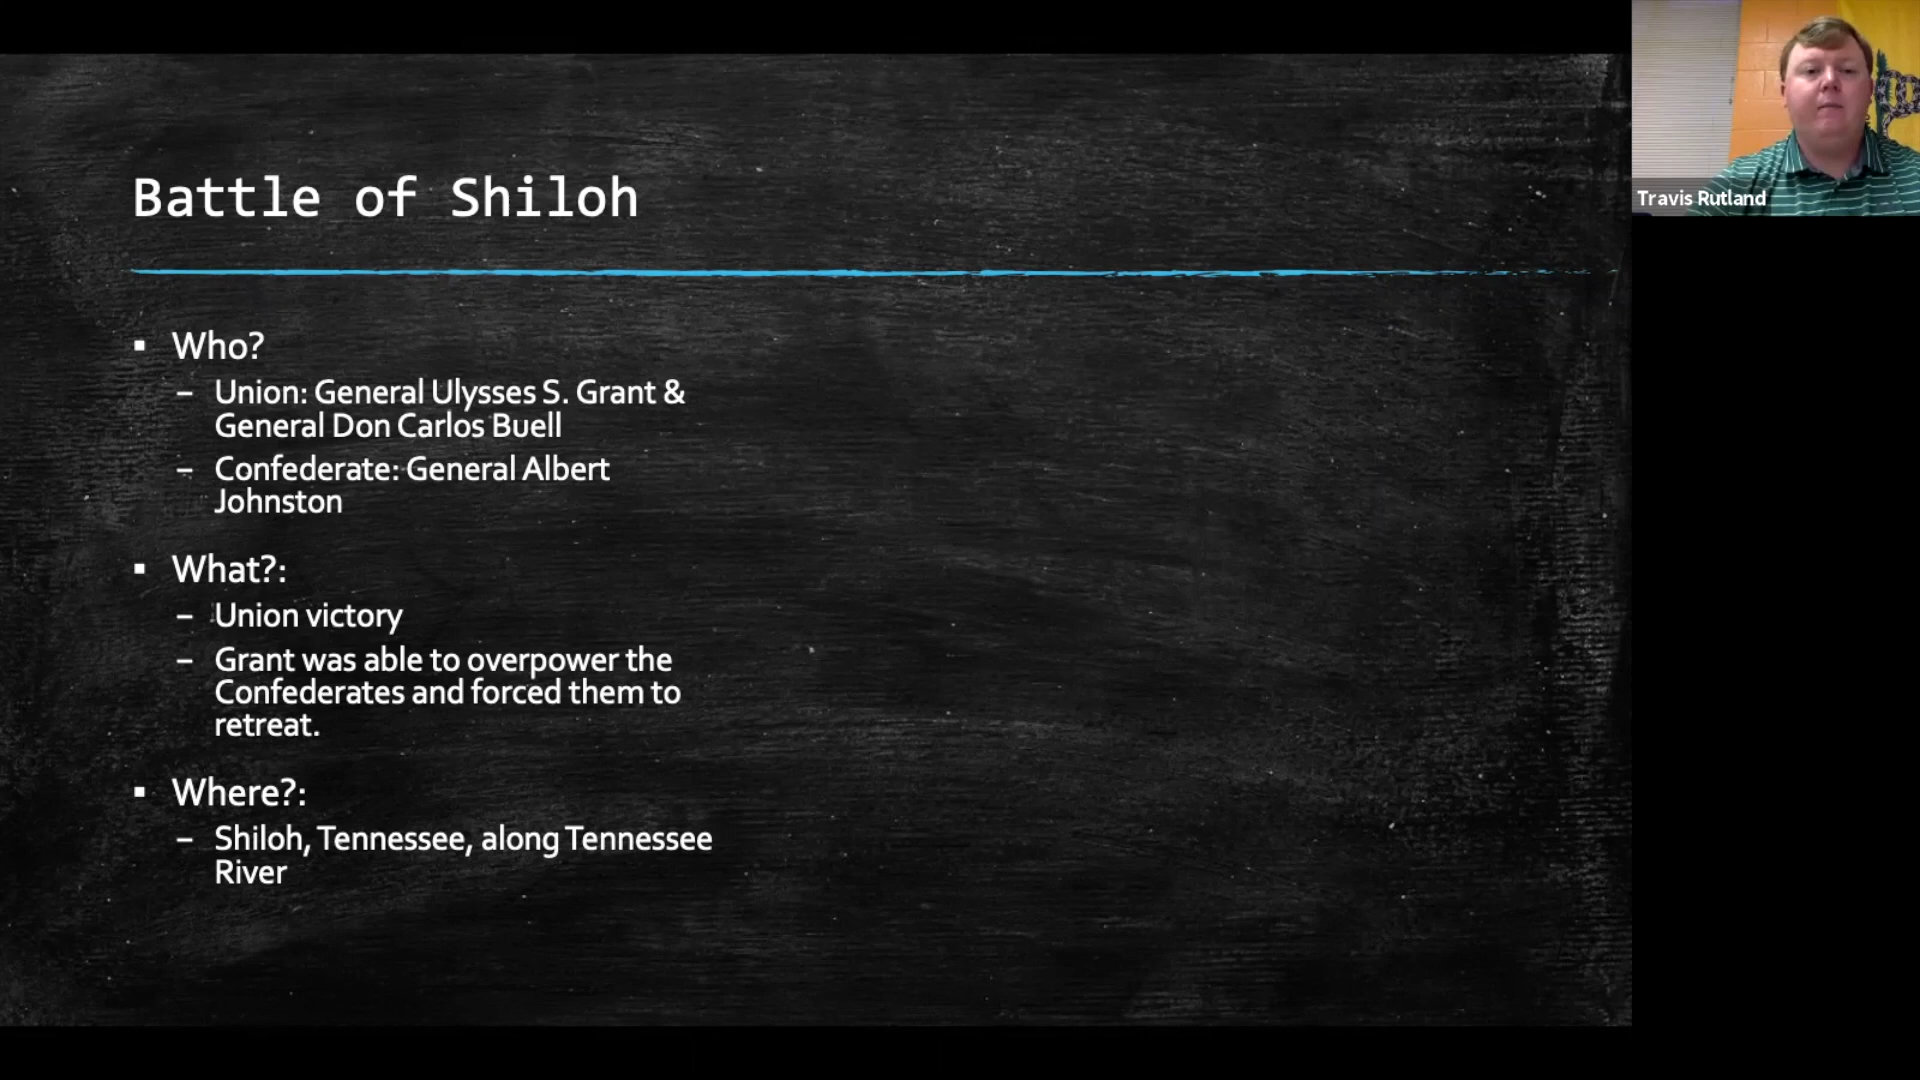 Battle of Shiloh
▪ Who?
– Union: General Ulysses S. Grant &
General Don Carlos Buell
– Confederate: General Albert
Johnston
▪ What?:
– Union victory
– Grant was able to overpower the
Confederates and forced them to
retreat.
▪ Where?:
– Shiloh, Tennessee, along Tennessee
River
Travis Rutland